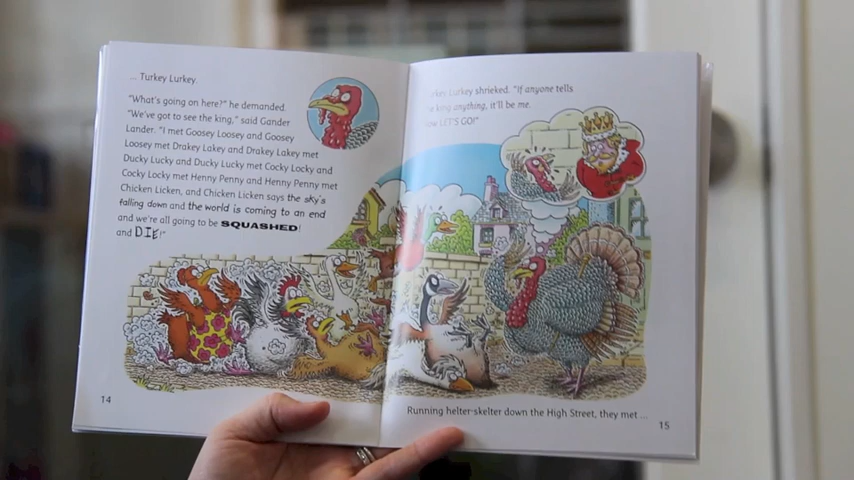 ... Turkey Lurkey.
"What's going on here?" he demanded.
"We've got to see the king," said Gander
Lander. "I met Goosey Loosey and Goosey
Loosey met Drakey Lakey and Drakey Lakey met
Ducky Lucky and Ducky Lucky met Cocky Locky and
Cocky Locky met Henny Penny and Henny Penny met
Chicken Licken, and Chicken Licken says the sky's
falling down and the world is coming to an end
and we're all going to be SQUASHED!
and DIE!"
14
Lurkey shrieked. "If anyone tells
king anything, it'll be me.
LET'S GO!"
Running helter-skelter down the High Street, they met ...
15